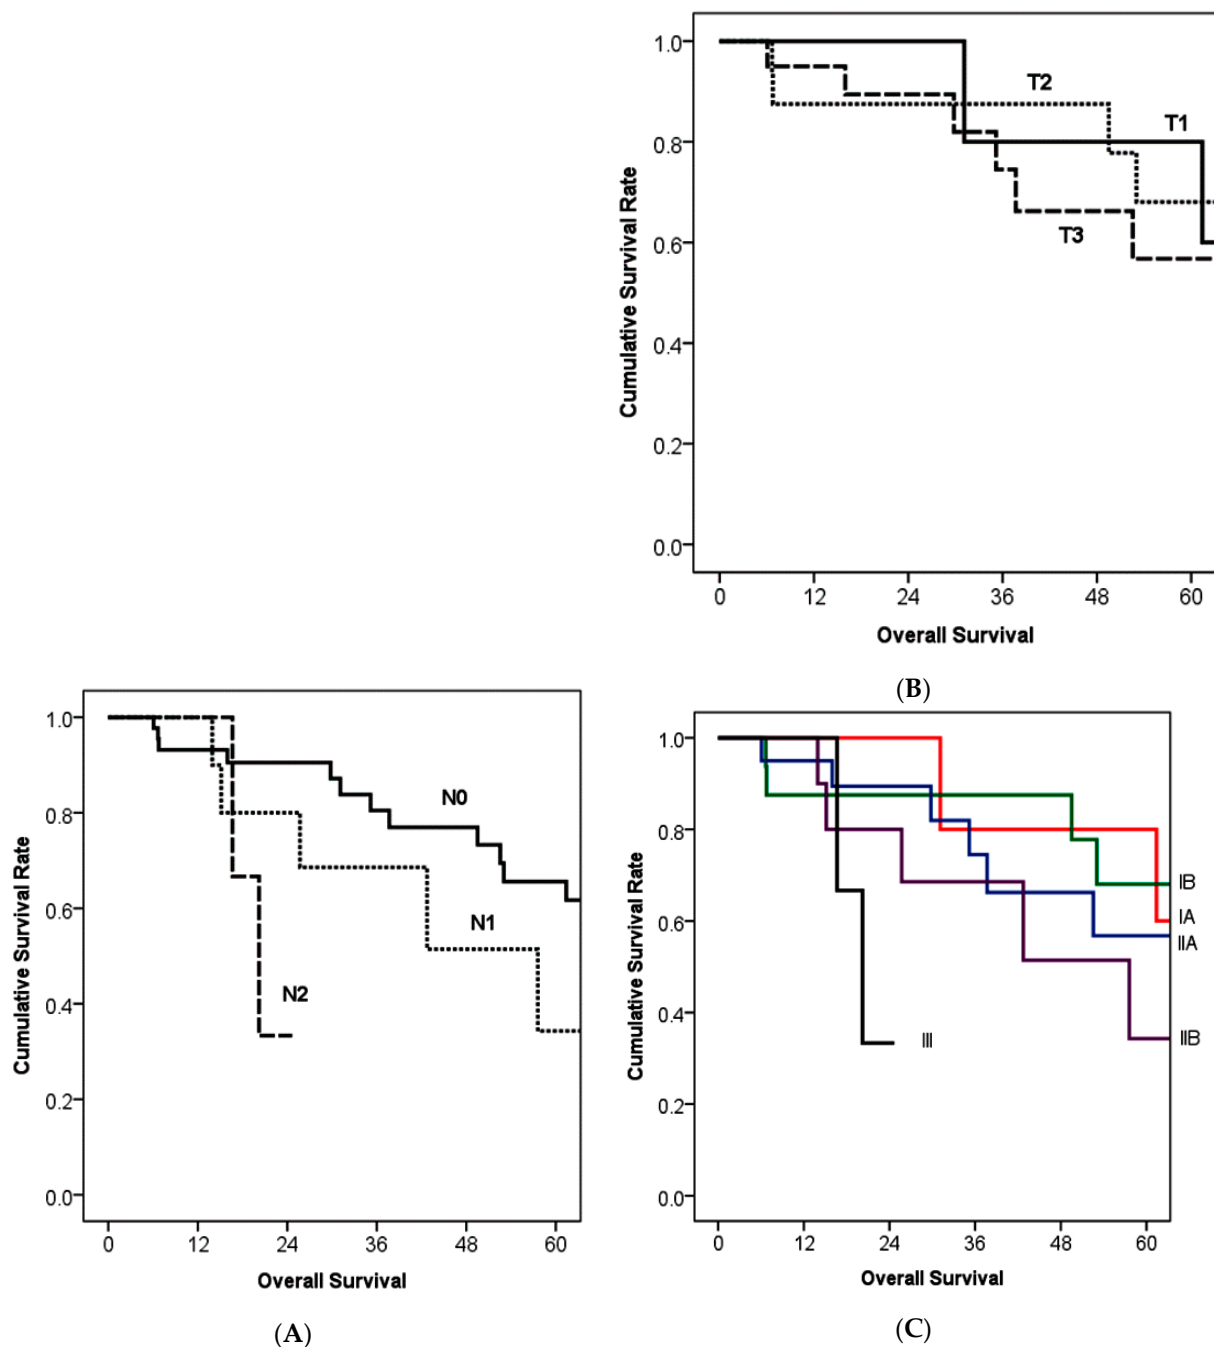 1.0
0.8
0.6
0.4
0.2
0.0
Cumulative Survival Rate
T2
T1
T3
0 12 24 36 48 60
Overall Survival
(B)
1.0
0.8
0.6
0.4
0.2
0.0
Cumulative Survival Rate
N0
N1
N2
0 12 24 36 48 60
Overall Survival
(A)
1.0
0.8
0.6
0.4
0.2
0.0
Cumulative Survival Rate
IB
IA
IIA
IIB
III
0 12 24 36 48 60
Overall Survival
(C)